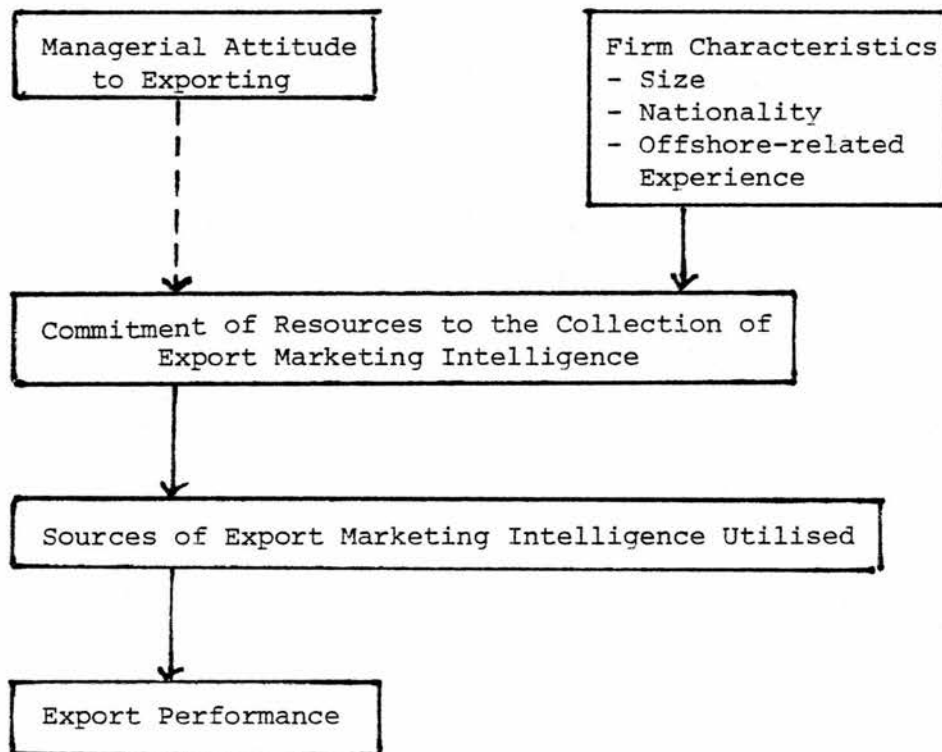 Managerial Attitude
to Exporting
Firm Characteristics
- Size
- Nationality
- Offshore-related
Experience
Commitment of Resources to the Collection of
Export Marketing Intelligence
Sources of Export Marketing Intelligence Utilised
Export Performance